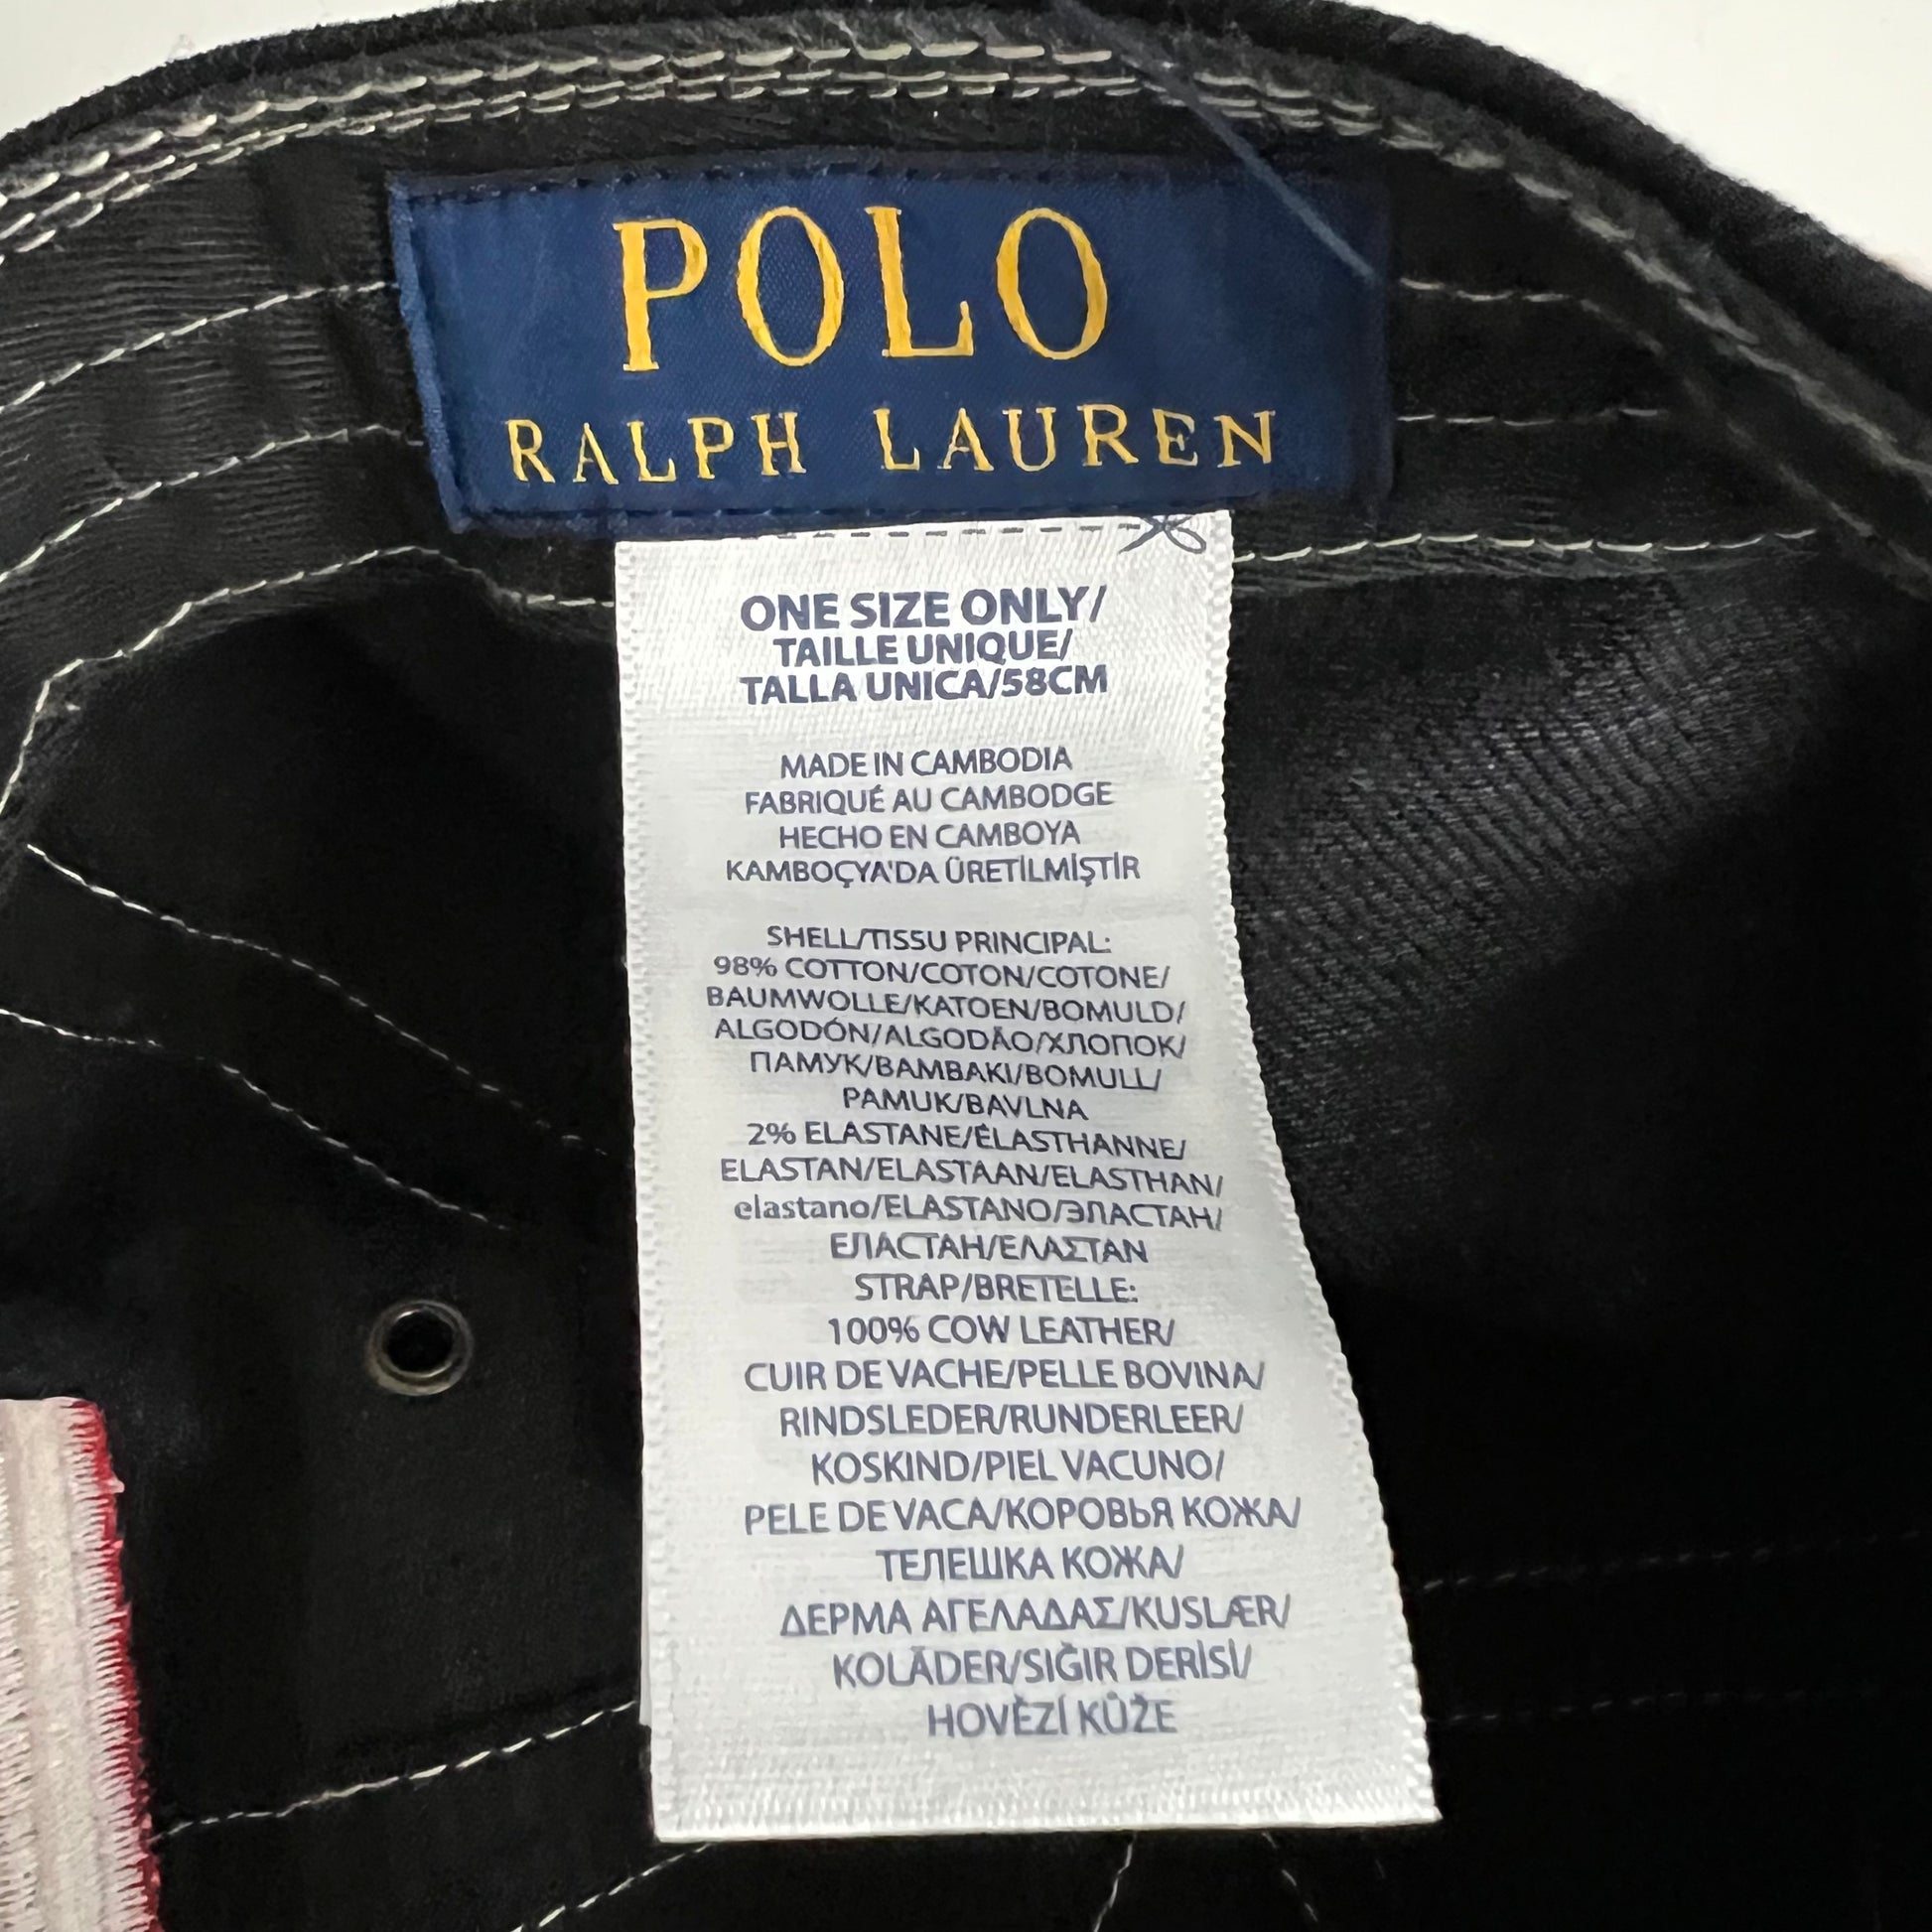 POLO
RALPH LAUREN
ONE SIZE ONLY/
TAILLE UNIQUE/
TALLA UNICA/58CM
MADE IN CAMBODIA
FABRIQUÉ AU CAMBODGE
HECHO EN CAMBOYA
KAMBOÇYA'DA ÜRETİLMİŞTİR
SHELL/TISSU PRINCIPAL:
98% COTTON/COTON/COTONE/
BAUMWOLLE/KATOEN/BOMULD/
ALGODÓN/ALGODÃO/ХЛОПОК/
ПАМУК/ΒΑΜΒΑΚΙ/BOMULL/
PAMUK/BAVLNA
2% ELASTANE/ÉLASTHANNE/
ELASTAN/ELASTAAN/ELASTHAN/
elastano/ELASTANO/ЭЛАСТАН/
ЕЛАСТАН/ΕΛΑΣΤΑΝ
STRAP/BRETELLE:
100% COW LEATHER/
CUIR DE VACHE/PELLE BOVINA/
RINDSLEDER/RUNDERLEER/
KOSKIND/PIEL VACUNO/
PELE DE VACA/КОРОВЬЯ КОЖА/
ТЕЛЕШКА КОЖА/
ΔΕΡΜΑ ΑΓΕΛΑΔΑΣ/KUSLÆR/
KOLÄDER/SIĞIR DERİSİ/
HOVĚZÍ KŮŽE